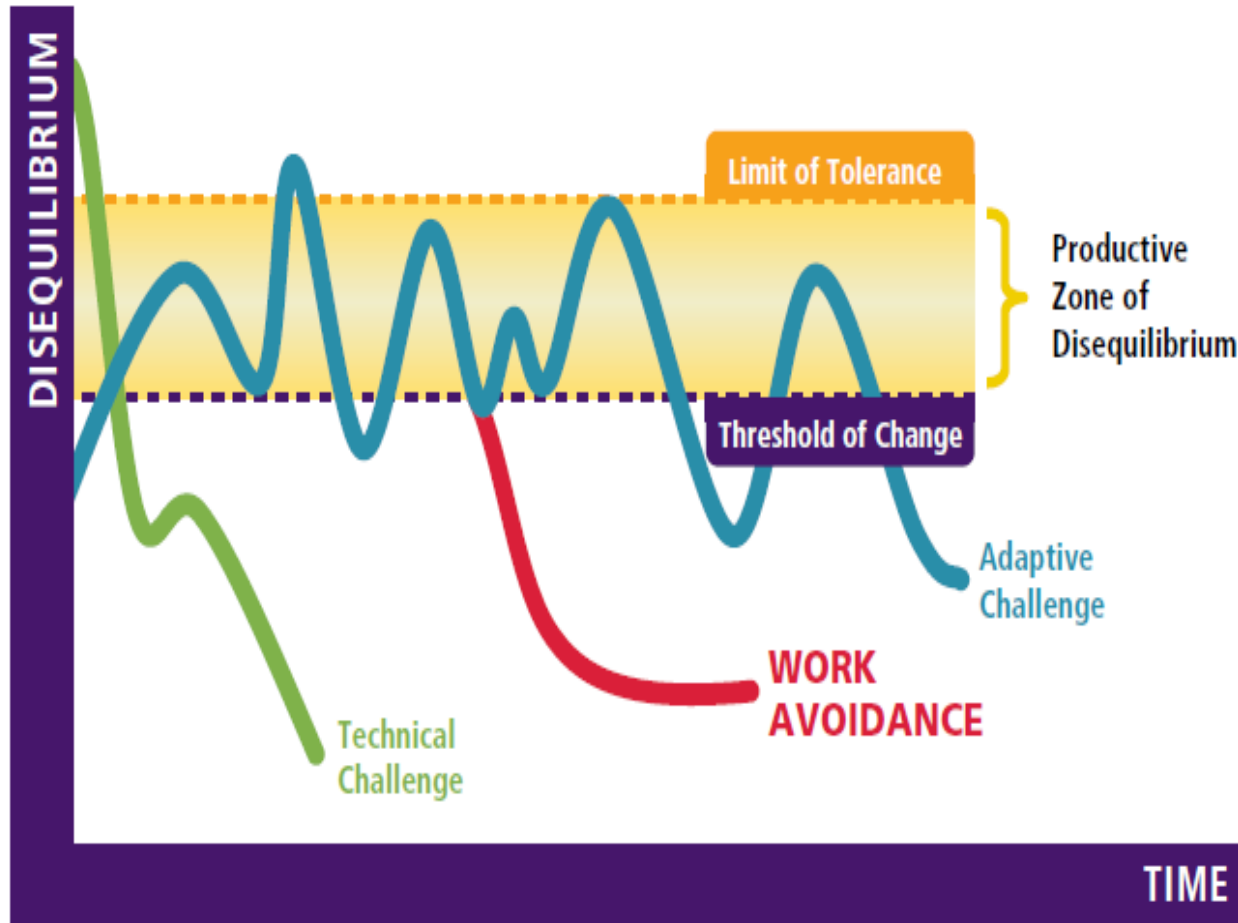 DISEQUILIBRIUM
Limit of Tolerance
Productive
Zone of
Disequilibrium
Threshold of Change
Adaptive
Challenge
WORK
AVOIDANCE
Technical
Challenge
TIME